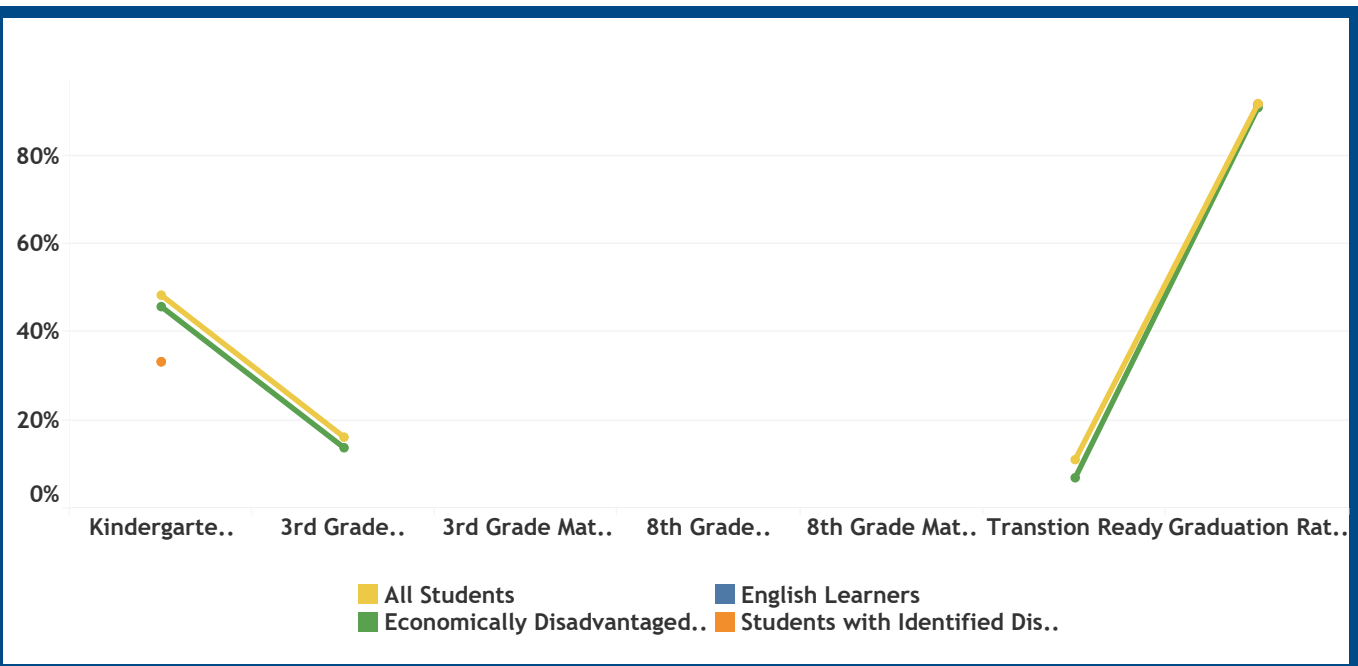 80%
60%
40%
20%
0%
Kindergarte.. 3rd Grade.. 3rd Grade Mat.. 8th Grade.. 8th Grade Mat.. Transtion Ready Graduation Rat..
All Students English Learners
Economically Disadvantaged.. Students with Identified Dis..